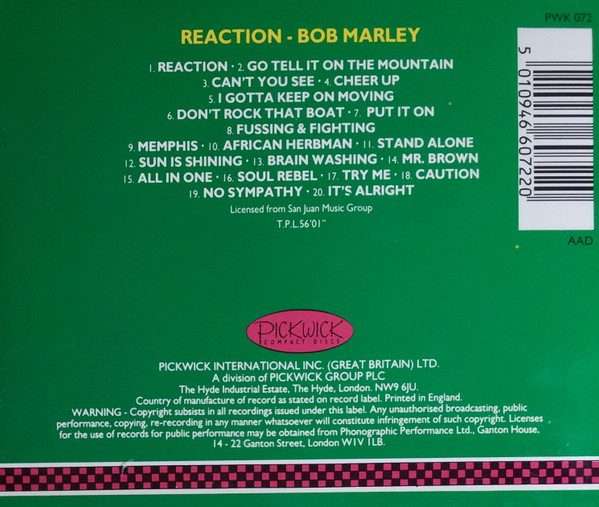 PWK 072
REACTION - BOB MARLEY
1. REACTION · 2. GO TELL IT ON THE MOUNTAIN
3. CAN'T YOU SEE · 4. CHEER UP
5. I GOTTA KEEP ON MOVING
6. DON'T ROCK THAT BOAT · 7. PUT IT ON
8. FUSSING & FIGHTING
9. MEMPHIS · 10. AFRICAN HERBMAN · 11. STAND ALONE
12. SUN IS SHINING · 13. BRAIN WASHING · 14. MR. BROWN
15. ALL IN ONE · 16. SOUL REBEL · 17. TRY ME · 18. CAUTION
19. NO SYMPATHY · 20. IT'S ALRIGHT
Licensed from San Juan Music Group
T.P.L.56'01"
5 010946 607220
AAD
PICKWICK
COMPACT DISCS
PICKWICK INTERNATIONAL INC. (GREAT BRITAIN) LTD.
A division of PICKWICK GROUP PLC
The Hyde Industrial Estate, The Hyde, London. NW9 6JU.
Country of manufacture of record as stated on record label. Printed in England.
WARNING - Copyright subsists in all recordings issued under this label. Any unauthorised broadcasting, public
performance, copying, re-recording in any manner whatsoever will constitute infringement of such copyright. Licenses
for the use of records for public performance may be obtained from Phonographic Performance Ltd., Ganton House,
14 - 22 Ganton Street, London W1V 1LB.